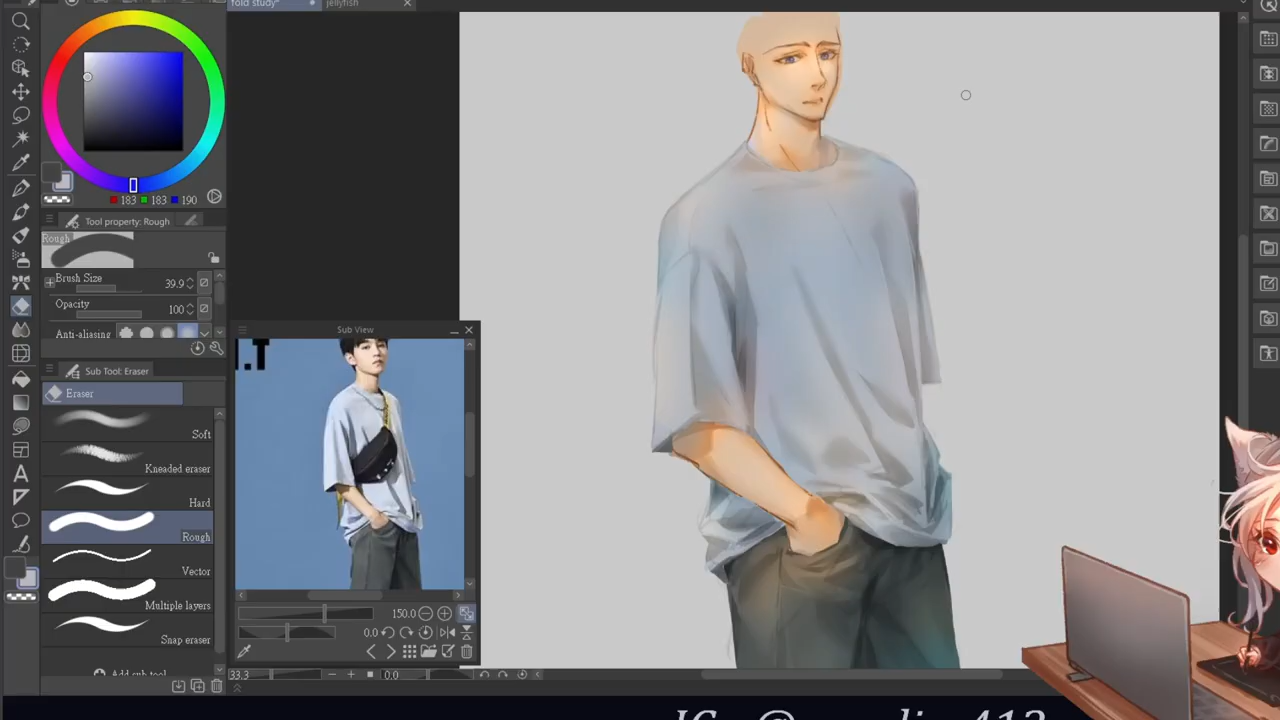 fold study*
jellyfish
183 183 190
Tool property: Rough
Rough
Brush Size 39.9
Opacity 100
Anti-aliasing
Sub Tool: Eraser
Eraser
Soft
Kneaded eraser
Hard
Rough
Vector
Multiple layers
Snap eraser
Add sub tool
Sub View
I.T
150.0
0.0
33.3
0.0